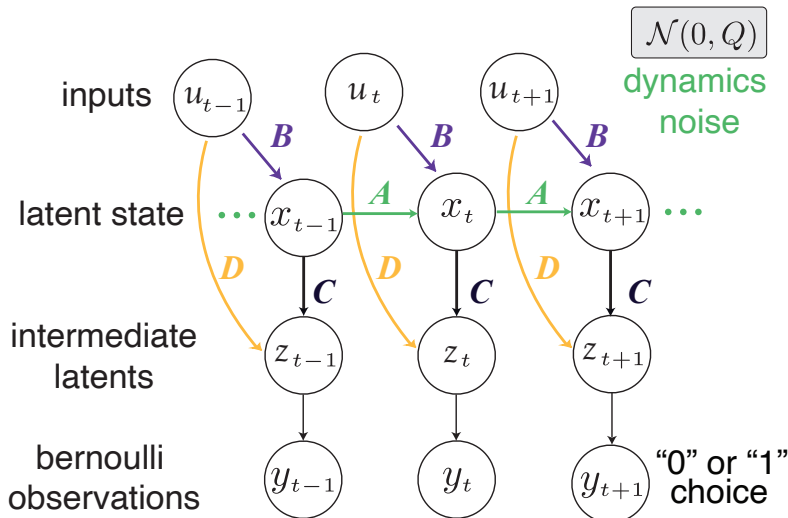 𝒩(0, Q)
dynamics
noise
inputs u_{t−1} u_t u_{t+1}
B B B
latent state ··· x_{t−1} A x_t A x_{t+1} ···
D C D C D C
intermediate
latents
z_{t−1} z_t z_{t+1}
bernoulli
observations
y_{t−1} y_t y_{t+1}
“0” or “1”
choice